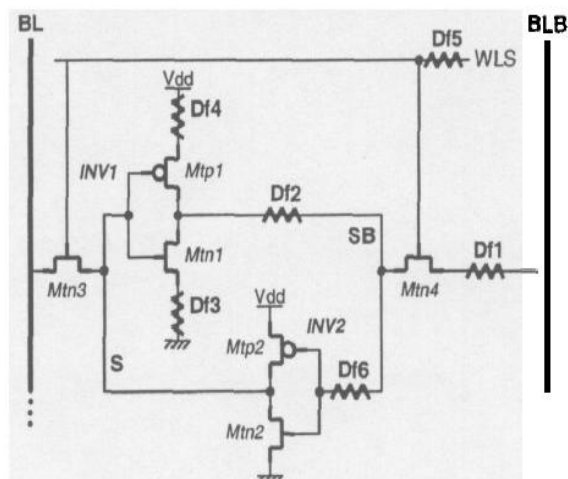 BL
BLB
Df5
WLS
Vdd
Df4
INV1
Mtp1
Df2
SB
Mtn1
Mtn3
Mtn4
Df1
Df3
Vdd
INV2
S
Mtp2
Df6
Mtn2